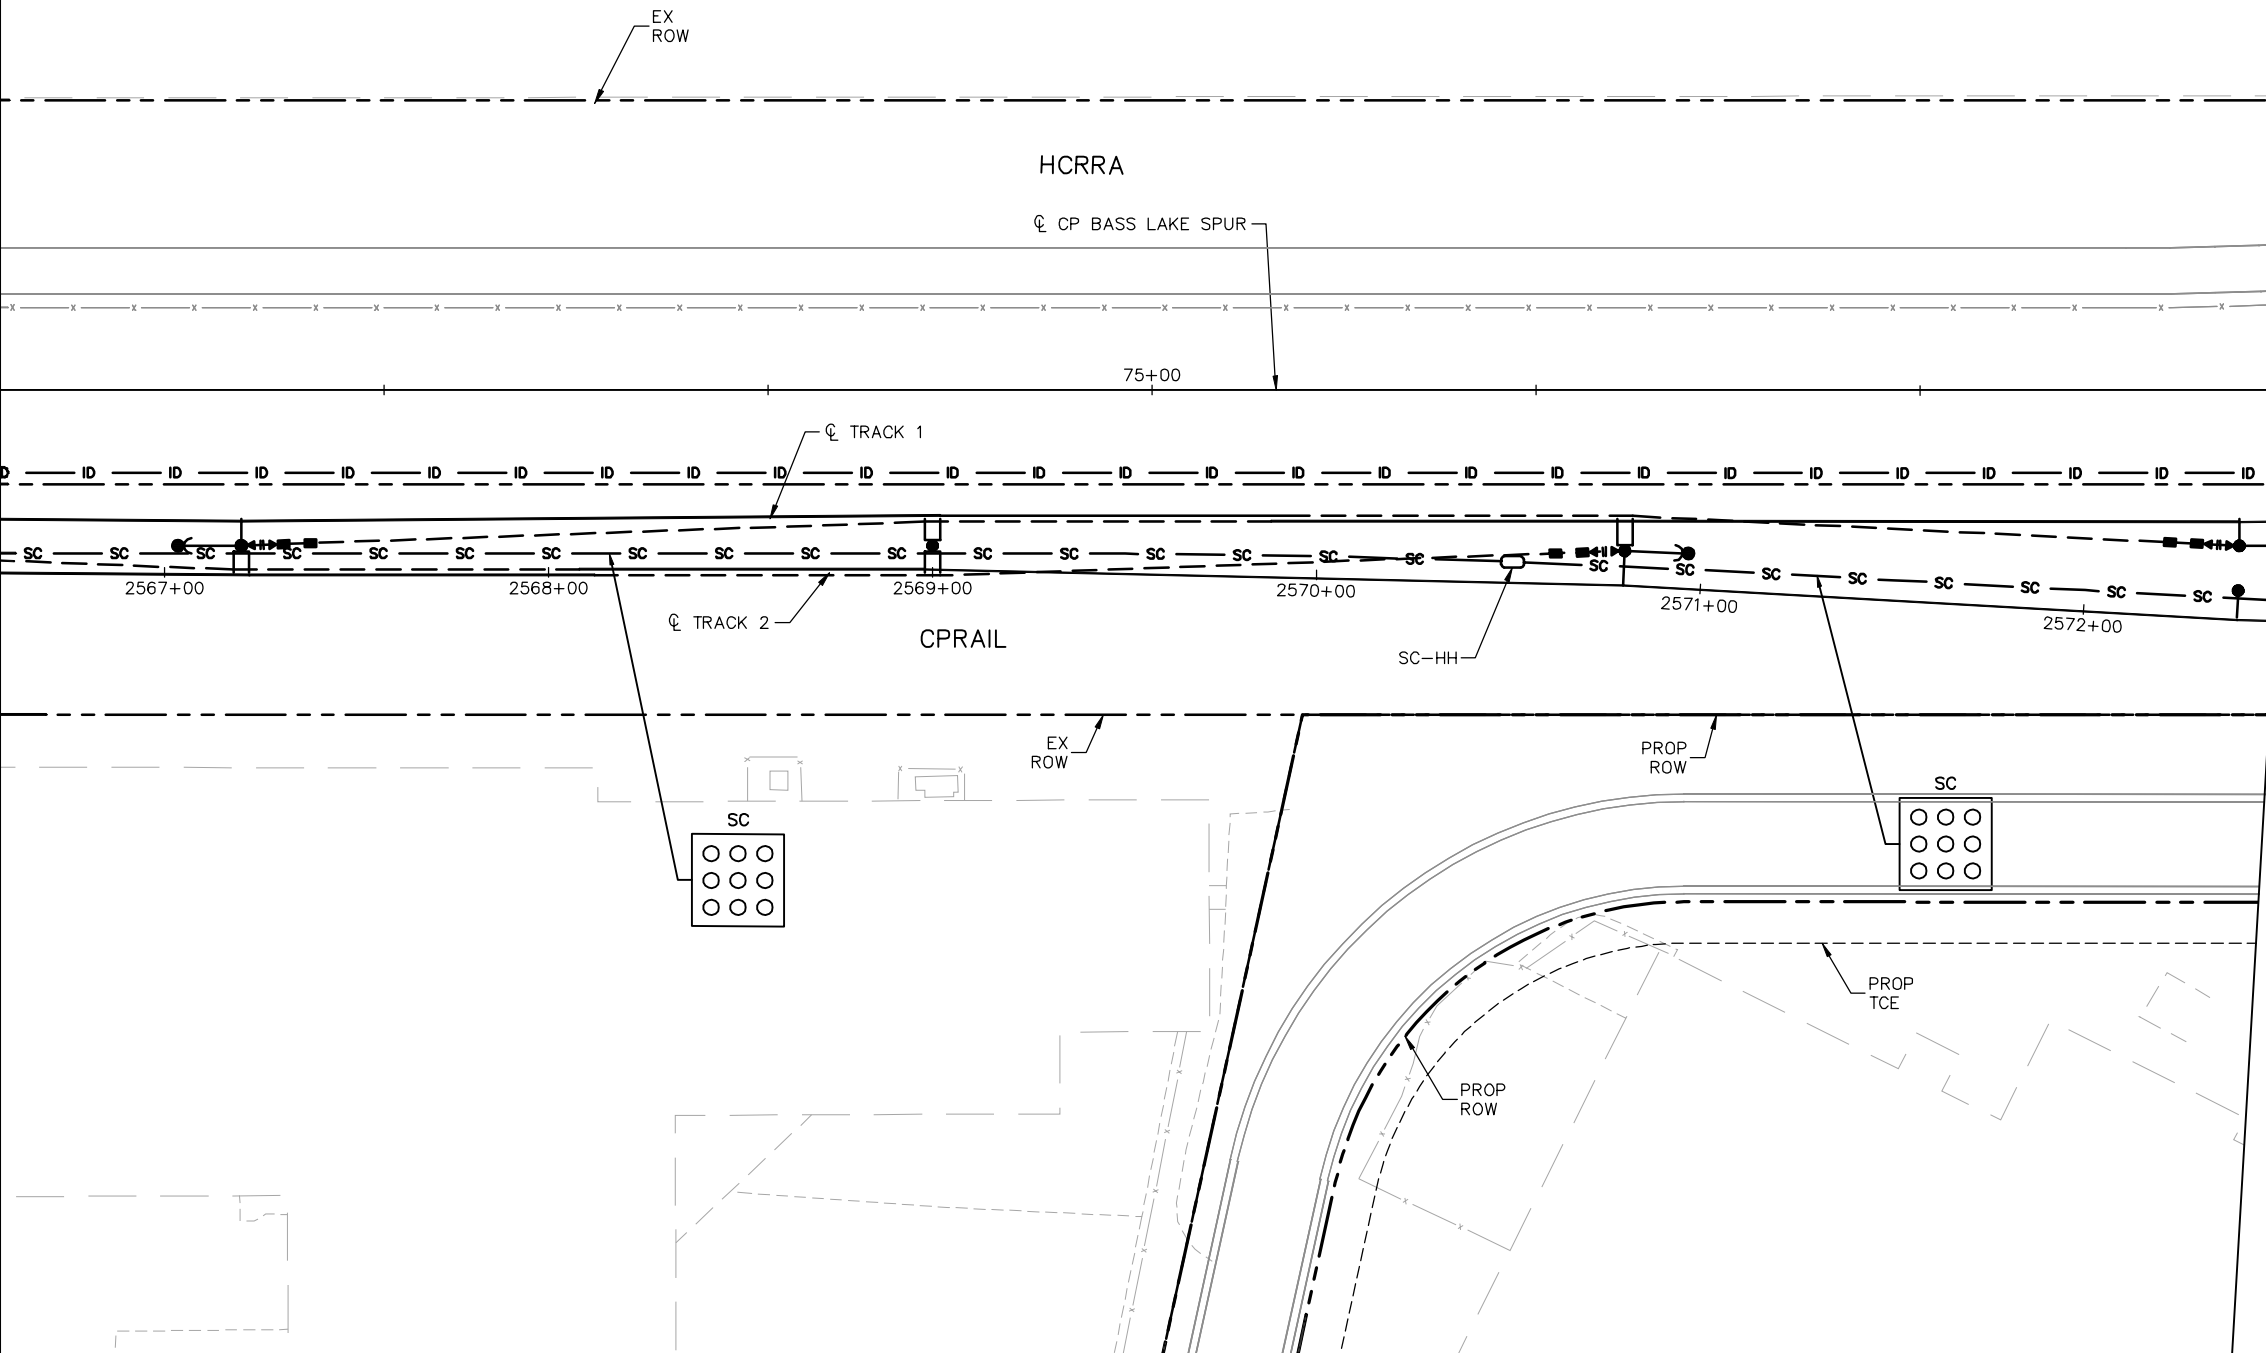 EX
ROW
HCRRA
℄ CP BASS LAKE SPUR
75+00
℄ TRACK 1
D ID ID ID ID ID ID ID ID ID ID ID ID ID ID ID ID ID ID ID ID ID ID ID ID ID ID
SC SC SC SC SC SC SC SC SC SC SC SC SC SC SC SC SC SC SC SC SC SC SC SC SC SC
2567+00 2568+00 2569+00 2570+00 2571+00 2572+00
℄ TRACK 2
CPRAIL
SC-HH
EX
ROW
PROP
ROW
SC
SC
PROP
TCE
PROP
ROW